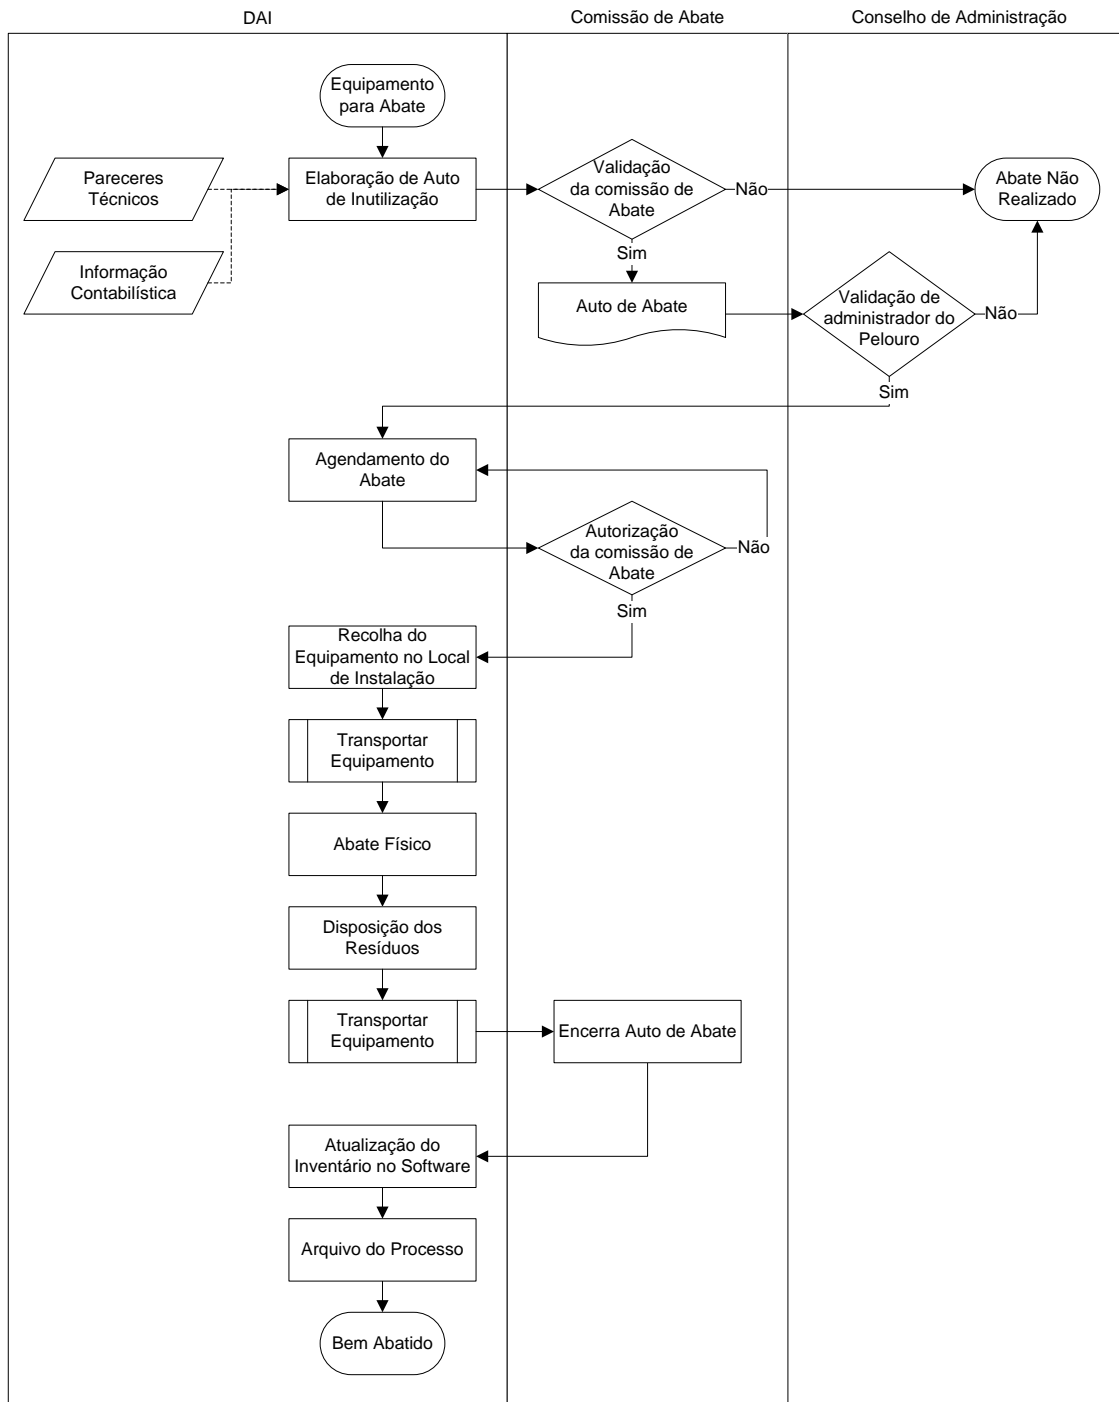 DAI
Comissão de Abate
Conselho de Administração
Equipamento
para Abate
Pareceres
Técnicos
Elaboração de Auto
de Inutilização
Validação
da comissão de
Abate
Não
Abate Não
Realizado
Sim
Informação
Contabilística
Auto de Abate
Validação de
administrador do
Pelouro
Não
Sim
Agendamento do
Abate
Autorização
da comissão de
Abate
Não
Sim
Recolha do
Equipamento no Local
de Instalação
Transportar
Equipamento
Abate Físico
Disposição dos
Resíduos
Transportar
Equipamento
Encerra Auto de Abate
Atualização do
Inventário no Software
Arquivo do Processo
Bem Abatido